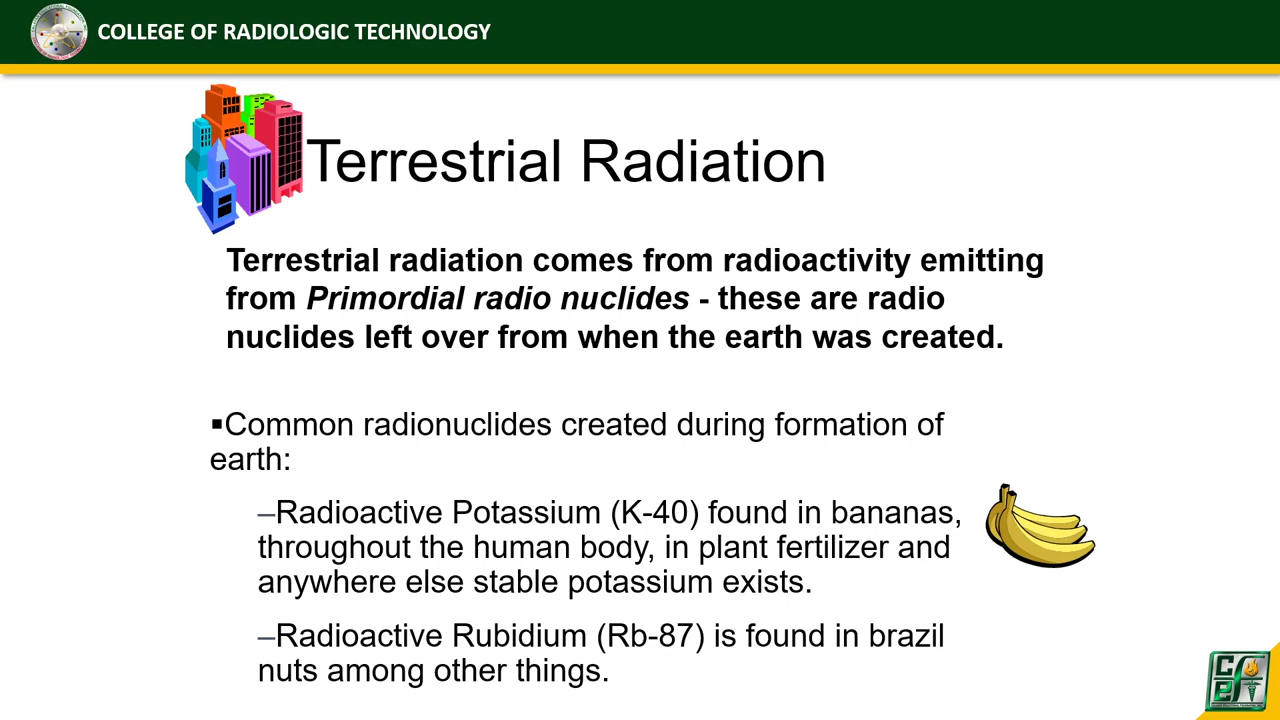 COLLEGE OF RADIOLOGIC TECHNOLOGY
Terrestrial Radiation
Terrestrial radiation comes from radioactivity emitting
from Primordial radio nuclides - these are radio
nuclides left over from when the earth was created.
▪Common radionuclides created during formation of
earth:
–Radioactive Potassium (K-40) found in bananas,
throughout the human body, in plant fertilizer and
anywhere else stable potassium exists.
–Radioactive Rubidium (Rb-87) is found in brazil
nuts among other things.